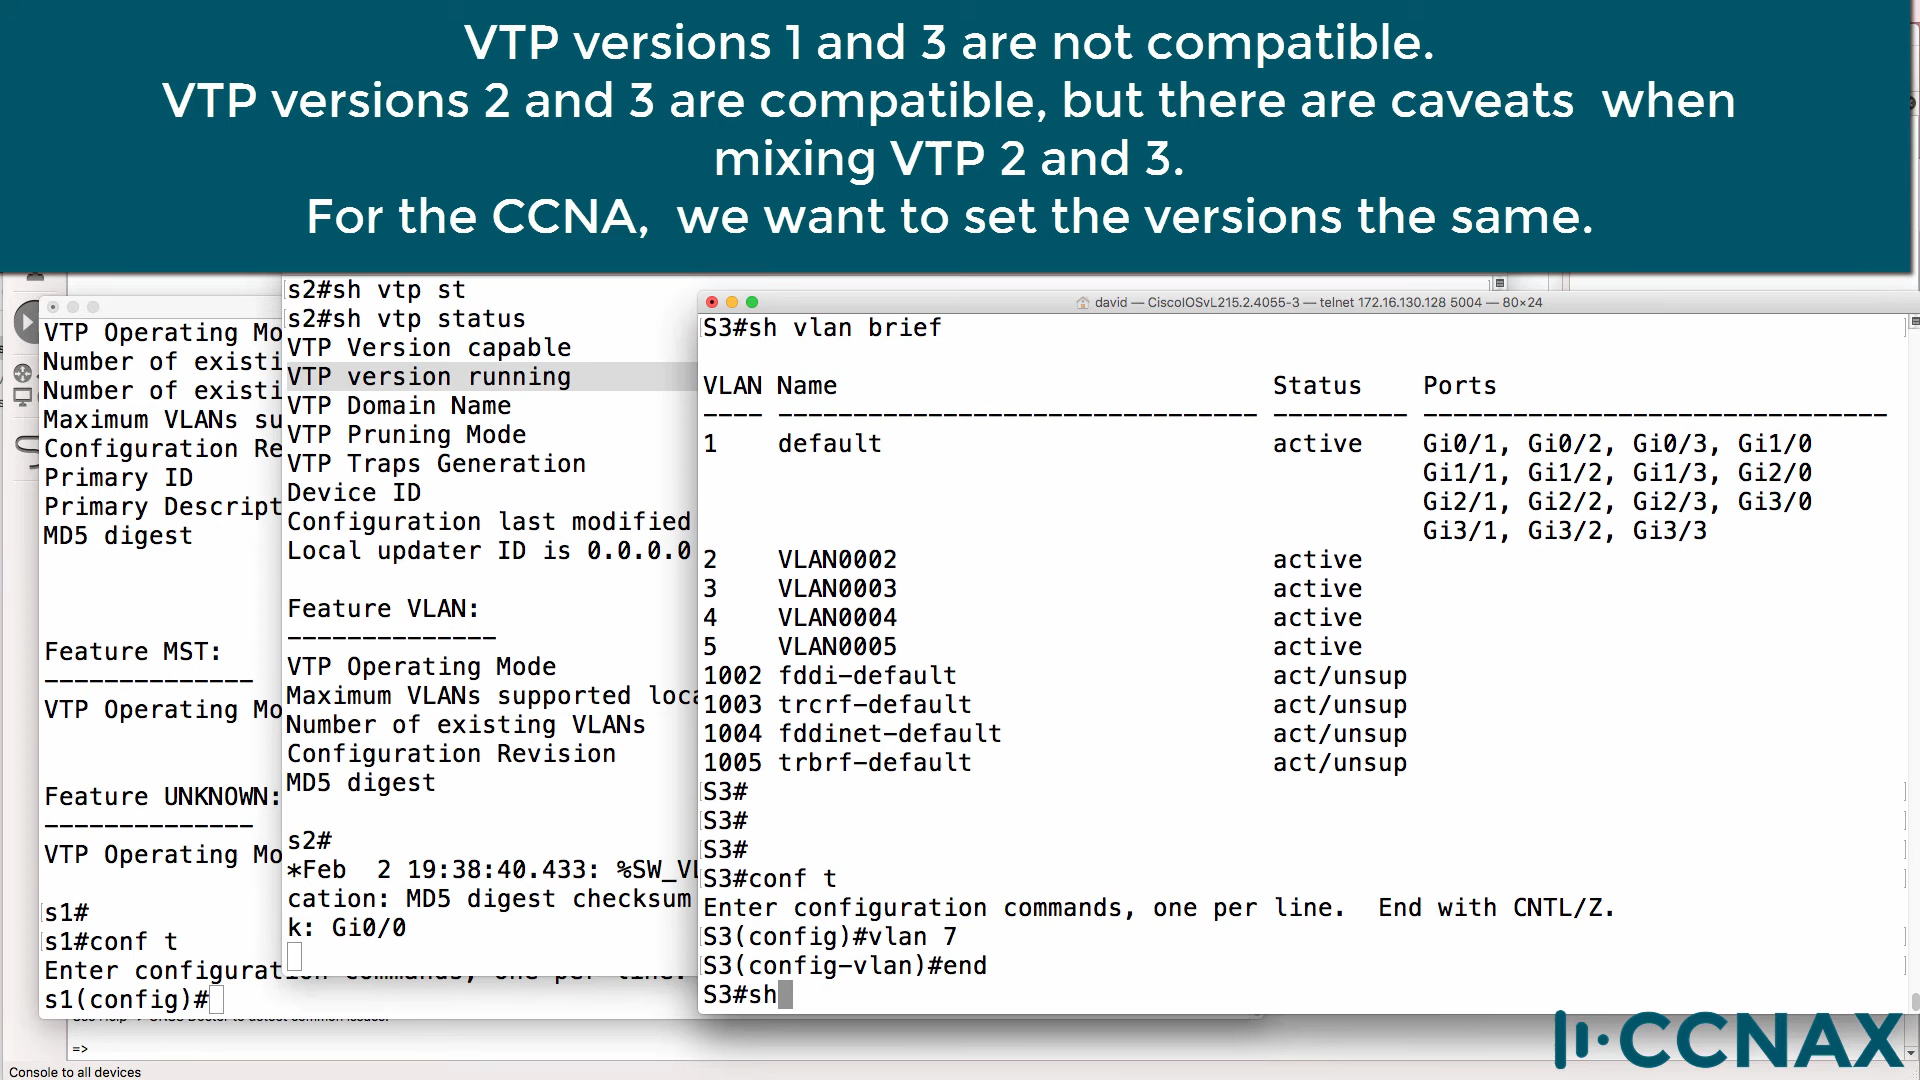 VTP versions 1 and 3 are not compatible.
VTP versions 2 and 3 are compatible, but there are caveats when
mixing VTP 2 and 3.
For the CCNA, we want to set the versions the same.
VTP Operating Mo
Number of existi
Number of existi
Maximum VLANs su
Configuration Re
Primary ID
Primary Descript
MD5 digest
Feature MST:
--------------
VTP Operating Mo
Feature UNKNOWN:
--------------
VTP Operating Mo
s1#
s1#conf t
Enter configurat commands, one per line.
s1(config)#
s2#sh vtp st
s2#sh vtp status
VTP Version capable
VTP version running
VTP Domain Name
VTP Pruning Mode
VTP Traps Generation
Device ID
Configuration last modified
Local updater ID is 0.0.0.0
Feature VLAN:
--------------
VTP Operating Mode
Maximum VLANs supported loca
Number of existing VLANs
Configuration Revision
MD5 digest
s2#
*Feb  2 19:38:40.433: %SW_VL
cation: MD5 digest checksum
k: Gi0/0
david — CiscoIOSvL215.2.4055-3 — telnet 172.16.130.128 5004 — 80×24
S3#sh vlan brief
VLAN Name Status Ports
---- -------------------------------- --------- -------------------------------
1 default active Gi0/1, Gi0/2, Gi0/3, Gi1/0
Gi1/1, Gi1/2, Gi1/3, Gi2/0
Gi2/1, Gi2/2, Gi2/3, Gi3/0
Gi3/1, Gi3/2, Gi3/3
2 VLAN0002 active
3 VLAN0003 active
4 VLAN0004 active
5 VLAN0005 active
1002 fddi-default act/unsup
1003 trcrf-default act/unsup
1004 fddinet-default act/unsup
1005 trbrf-default act/unsup
S3#
S3#
S3#
S3#conf t
Enter configuration commands, one per line.  End with CNTL/Z.
S3(config)#vlan 7
S3(config-vlan)#end
S3#sh
=>
Console to all devices
CCNAX